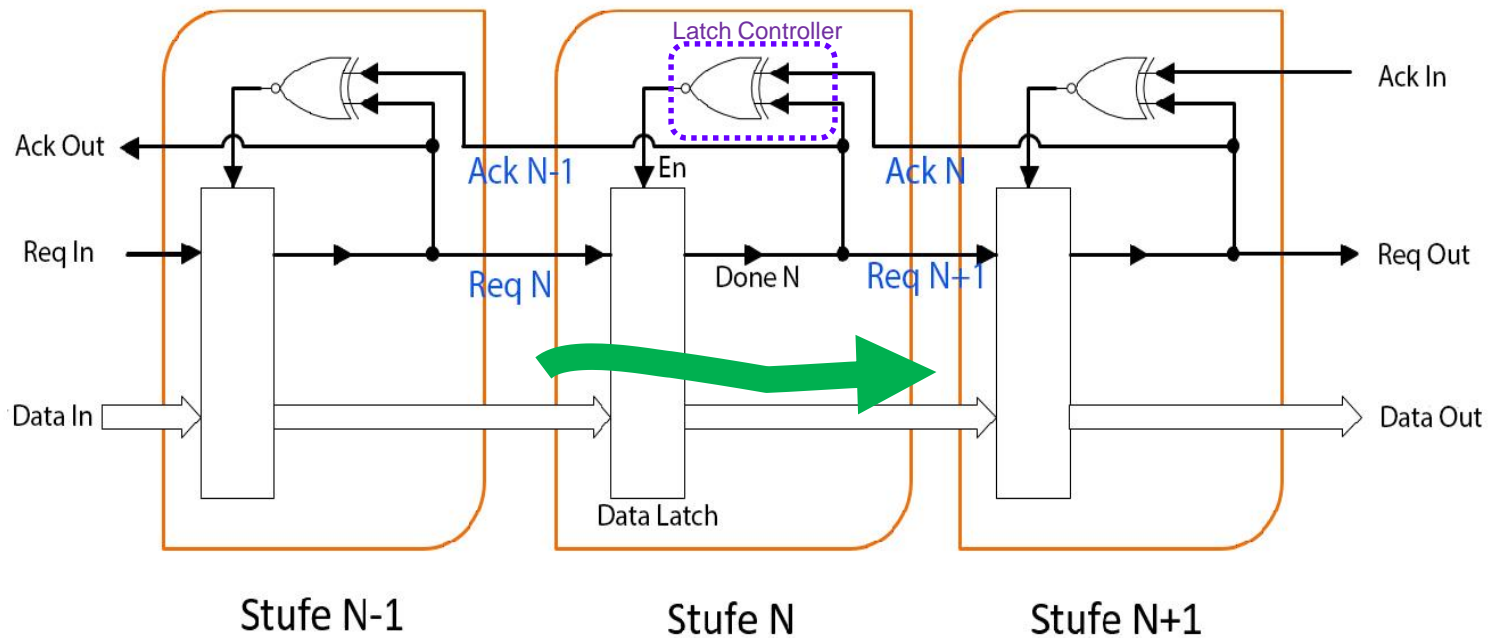 Latch Controller
Ack In
Ack Out
Ack N-1
En
Ack N
Req In
Req N
Done N
Req N+1
Req Out
Data In
Data Out
Data Latch
Stufe N-1
Stufe N
Stufe N+1